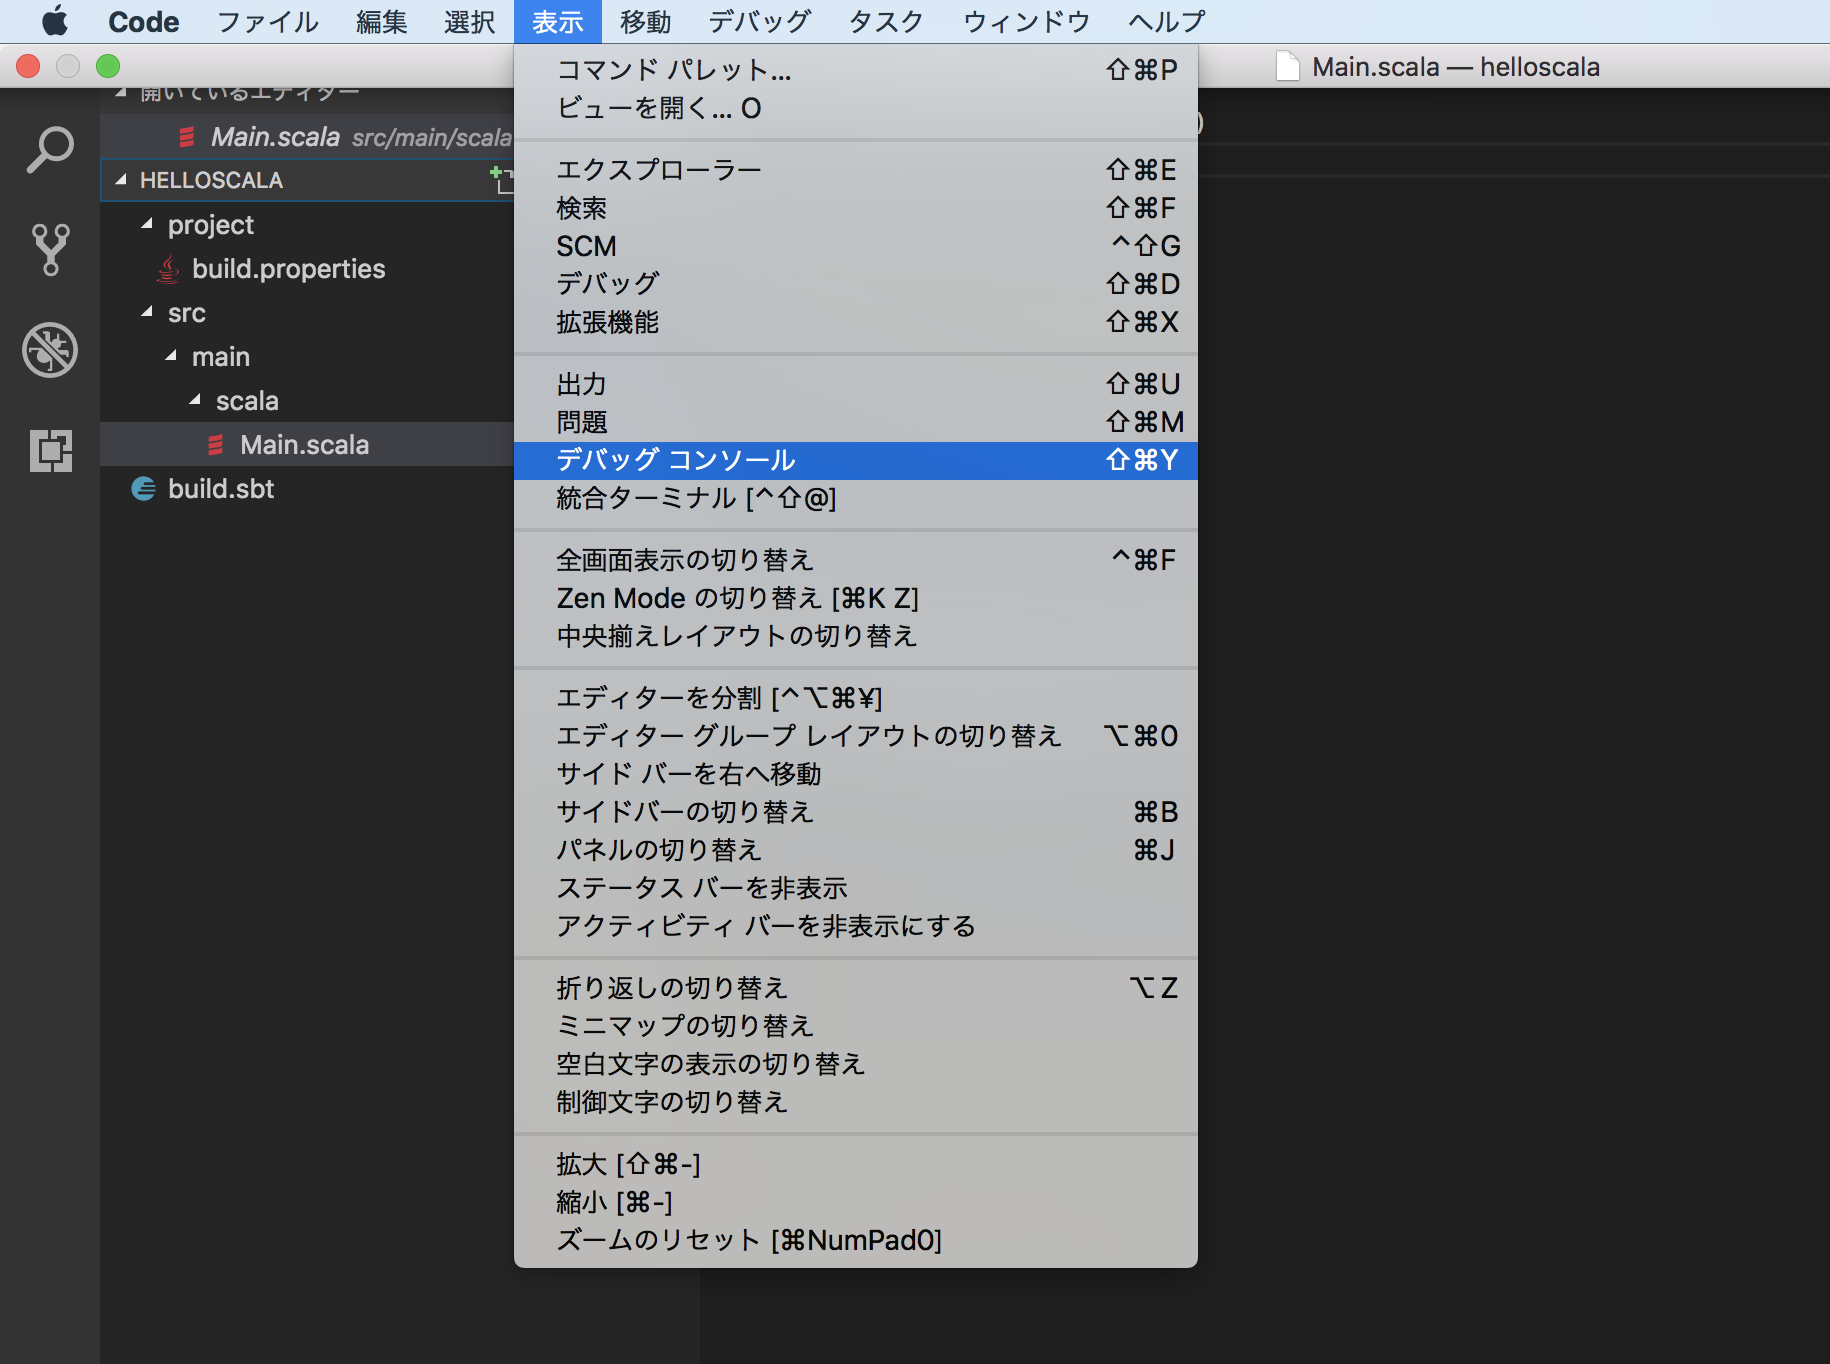 Code ファイル 編集 選択 表示 移動 デバッグ タスク ウィンドウ ヘルプ
Main.scala — helloscala
開いているエディター
Main.scala src/main/scala
HELLOSCALA
project
build.properties
src
main
scala
Main.scala
build.sbt
コマンド パレット... ⇧⌘P
ビューを開く... O
エクスプローラー ⇧⌘E
検索 ⇧⌘F
SCM ^⇧G
デバッグ ⇧⌘D
拡張機能 ⇧⌘X
出力 ⇧⌘U
問題 ⇧⌘M
デバッグ コンソール ⇧⌘Y
統合ターミナル [^⇧@]
全画面表示の切り替え ^⌘F
Zen Mode の切り替え [⌘K Z]
中央揃えレイアウトの切り替え
エディターを分割 [^⌥⌘¥]
エディター グループ レイアウトの切り替え ⌥⌘0
サイド バーを右へ移動
サイドバーの切り替え ⌘B
パネルの切り替え ⌘J
ステータス バーを非表示
アクティビティ バーを非表示にする
折り返しの切り替え ⌥Z
ミニマップの切り替え
空白文字の表示の切り替え
制御文字の切り替え
拡大 [⇧⌘-]
縮小 [⌘-]
ズームのリセット [⌘NumPad0]
)